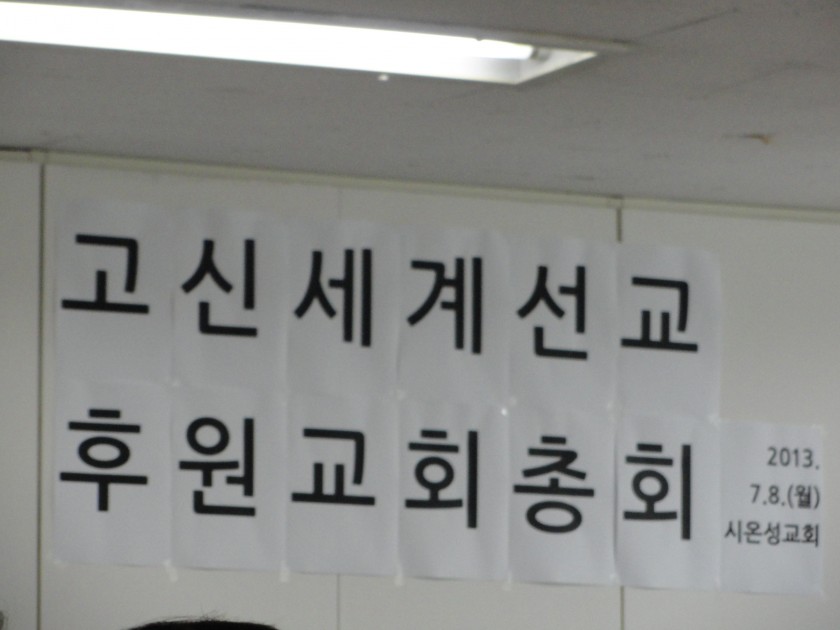 고신세계선교
후원교회총회
2013.
7.8.(월)
시온성교회